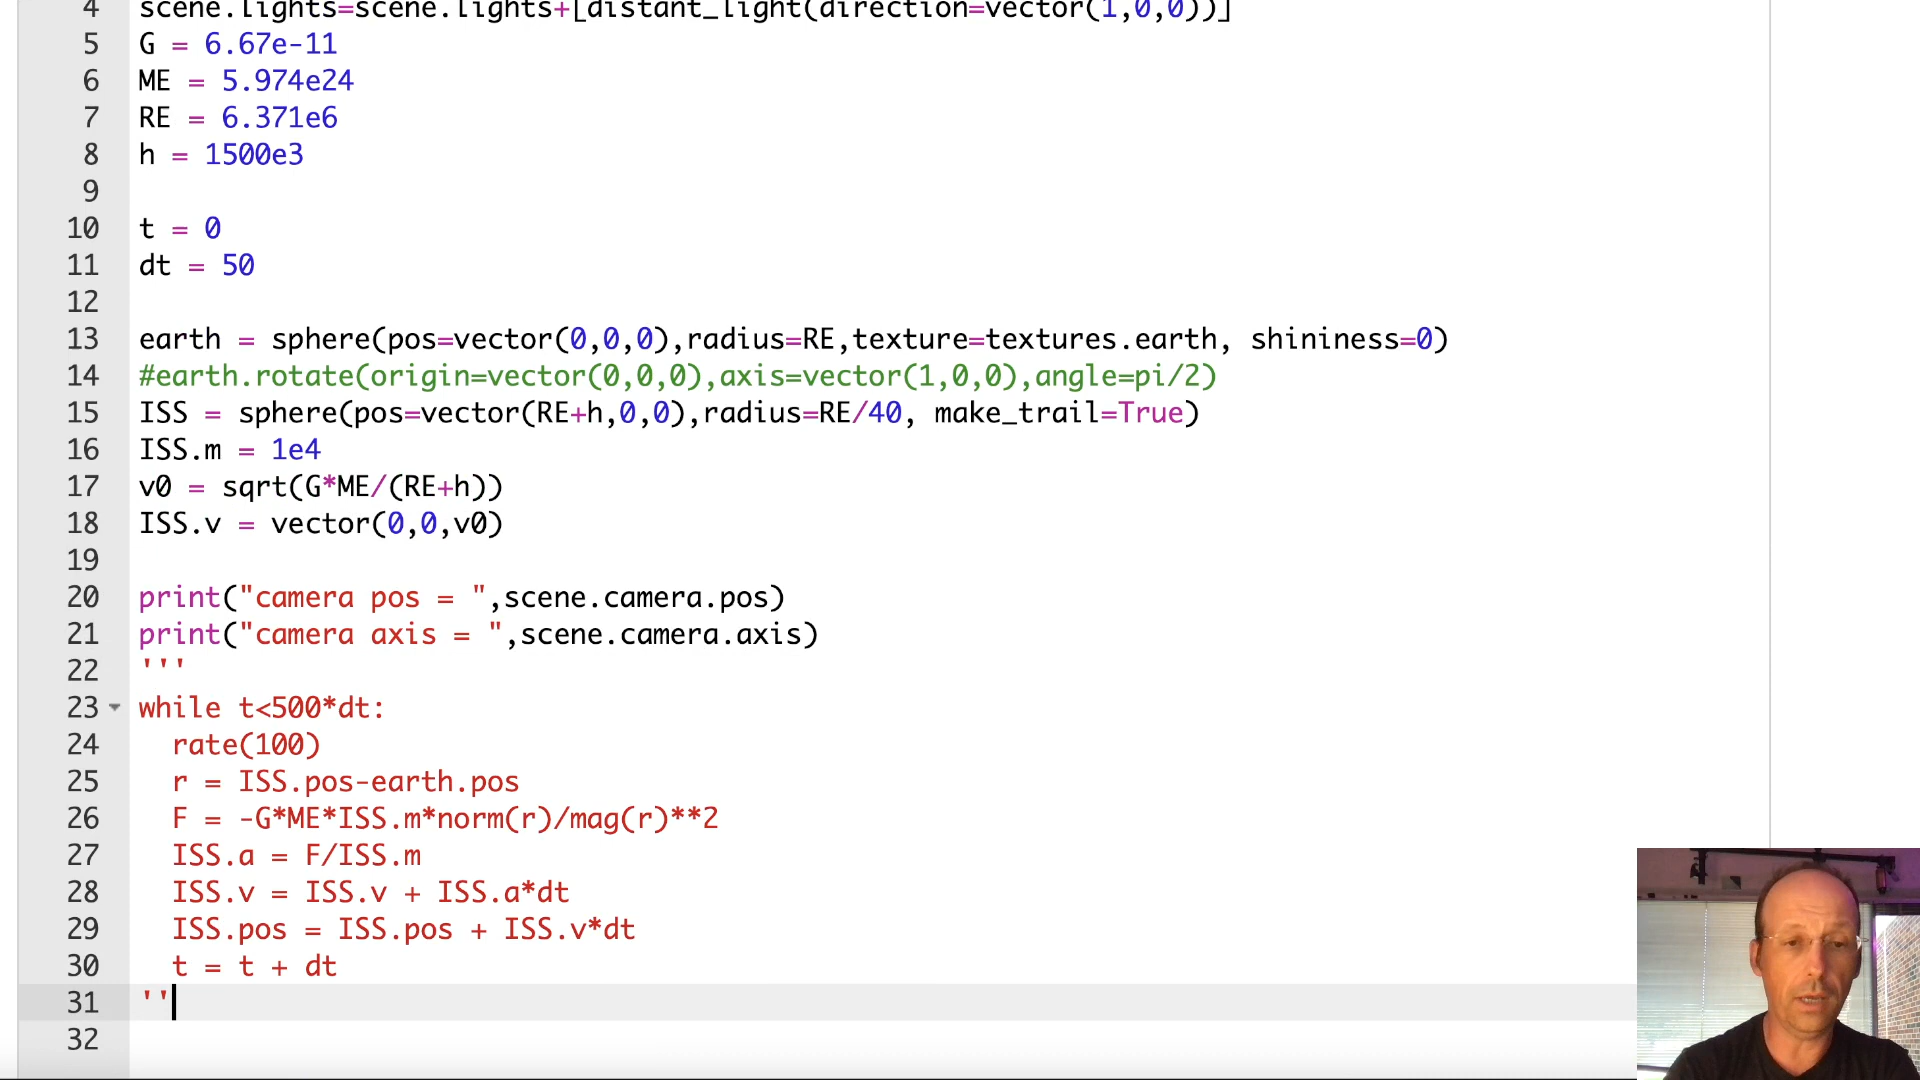 4 scene.lights=scene.lights+[distant_light(direction=vector(1,0,0))]
5 G = 6.67e-11
6 ME = 5.974e24
7 RE = 6.371e6
8 h = 1500e3
9
10 t = 0
11 dt = 50
12
13 earth = sphere(pos=vector(0,0,0),radius=RE,texture=textures.earth, shininess=0)
14 #earth.rotate(origin=vector(0,0,0),axis=vector(1,0,0),angle=pi/2)
15 ISS = sphere(pos=vector(RE+h,0,0),radius=RE/40, make_trail=True)
16 ISS.m = 1e4
17 v0 = sqrt(G*ME/(RE+h))
18 ISS.v = vector(0,0,v0)
19
20 print("camera pos = ",scene.camera.pos)
21 print("camera axis = ",scene.camera.axis)
22 '''
23 while t<500*dt:
24   rate(100)
25   r = ISS.pos-earth.pos
26   F = -G*ME*ISS.m*norm(r)/mag(r)**2
27   ISS.a = F/ISS.m
28   ISS.v = ISS.v + ISS.a*dt
29   ISS.pos = ISS.pos + ISS.v*dt
30   t = t + dt
31 ''
32